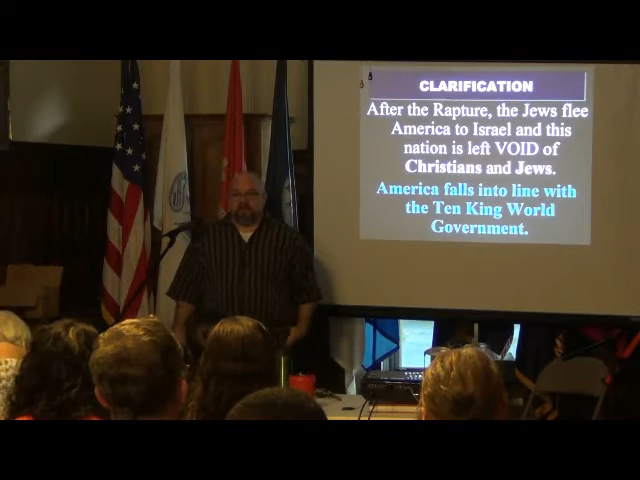 CLARIFICATION
After the Rapture, the Jews flee
America to Israel and this
nation is left VOID of
Christians and Jews.
America falls into line with
the Ten King World
Government.